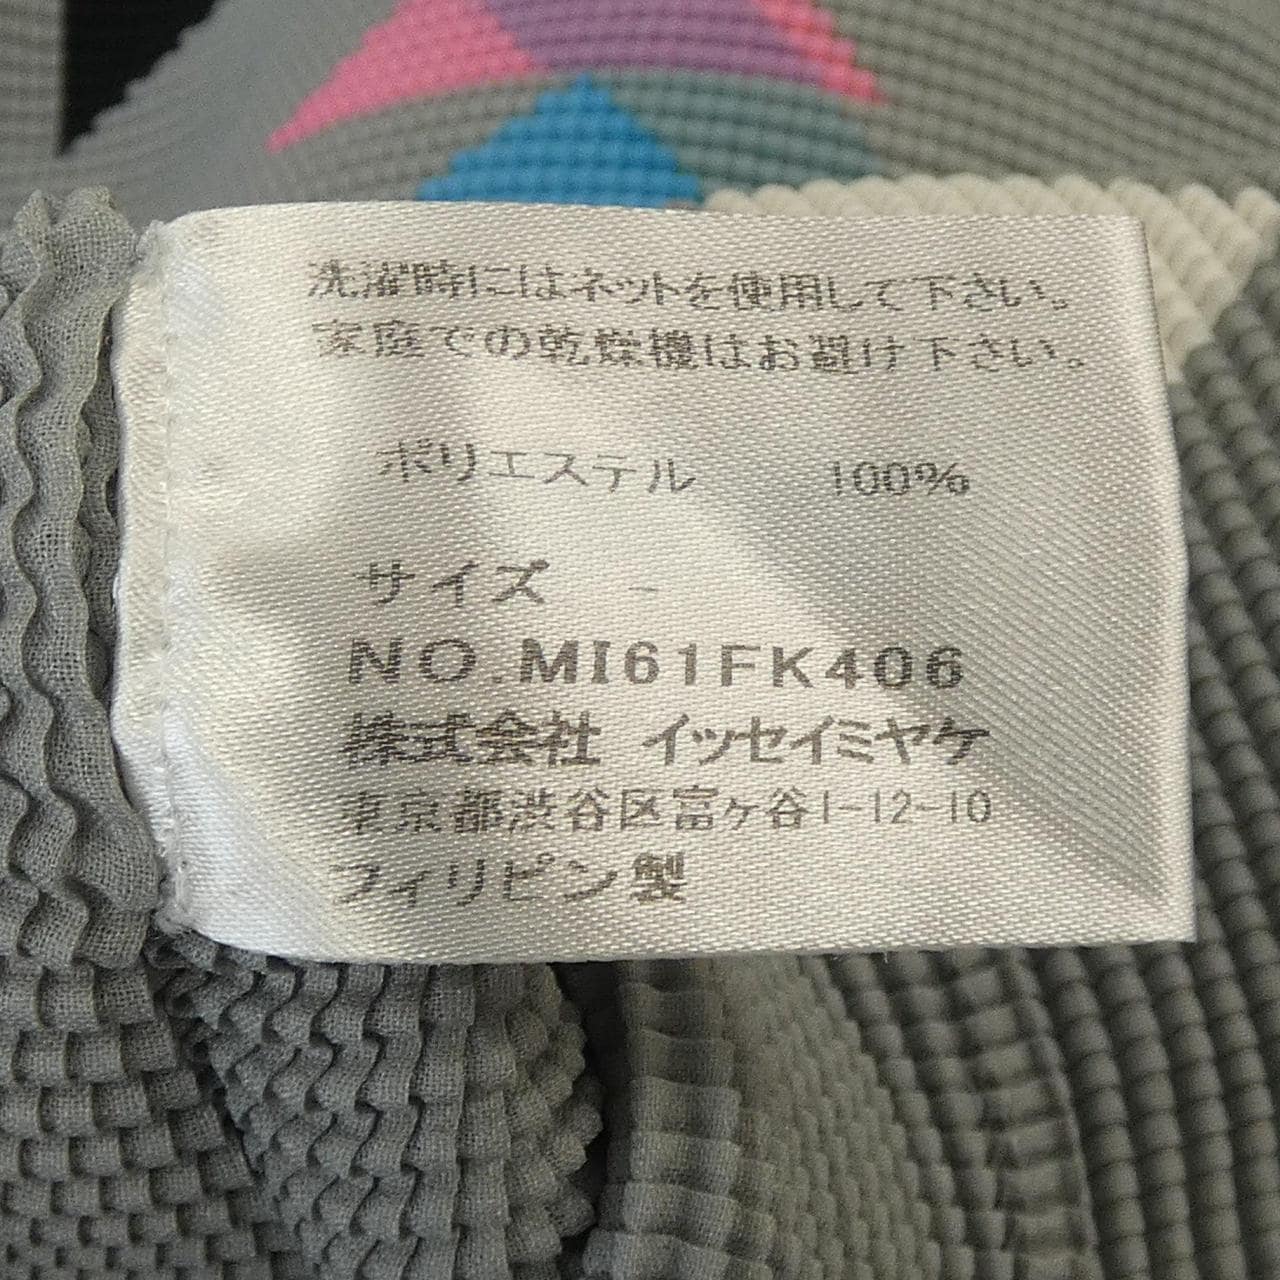 洗濯時にはネットを使用して下さい。
家庭での乾燥機はお避け下さい。
ポリエステル 100%
サイズ -
NO.MI61FK406
株式会社 イッセイミヤケ
東京都渋谷区富ヶ谷1-12-10
フィリピン製